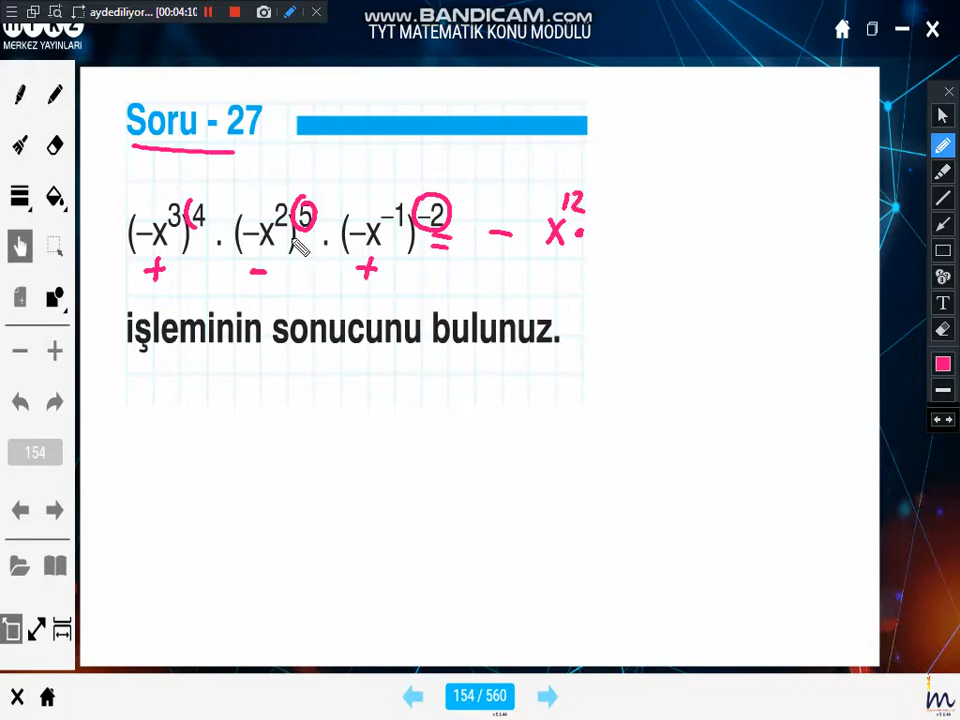 aydediliyor... [00:04:10]
www.BANDICAM.com
MERKEZ YAYINLARI
TYT MATEMATİK KONU MODULÜ
Soru - 27
(–x³)⁴ . (–x²)⁵ . (–x⁻¹)⁻² – x¹² .
+ – +
işleminin sonucunu bulunuz.
T
154
154 / 560